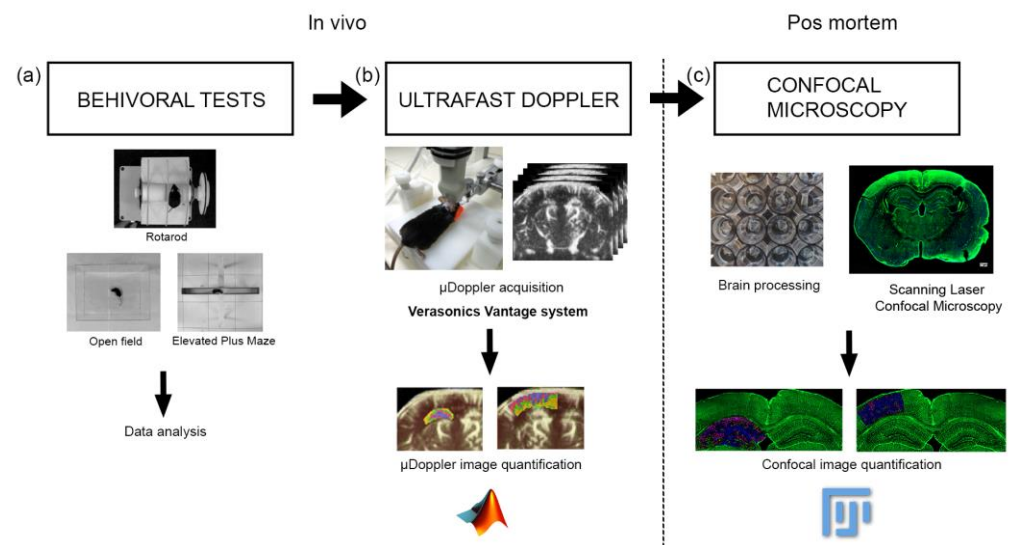 In vivo
Pos mortem
(a)
BEHIVORAL TESTS
(b)
ULTRAFAST DOPPLER
(c)
CONFOCAL
MICROSCOPY
Rotarod
Open field
Elevated Plus Maze
Data analysis
µDoppler acquisition
Verasonics Vantage system
µDoppler image quantification
Brain processing
Scanning Laser
Confocal Microscopy
Confocal image quantification